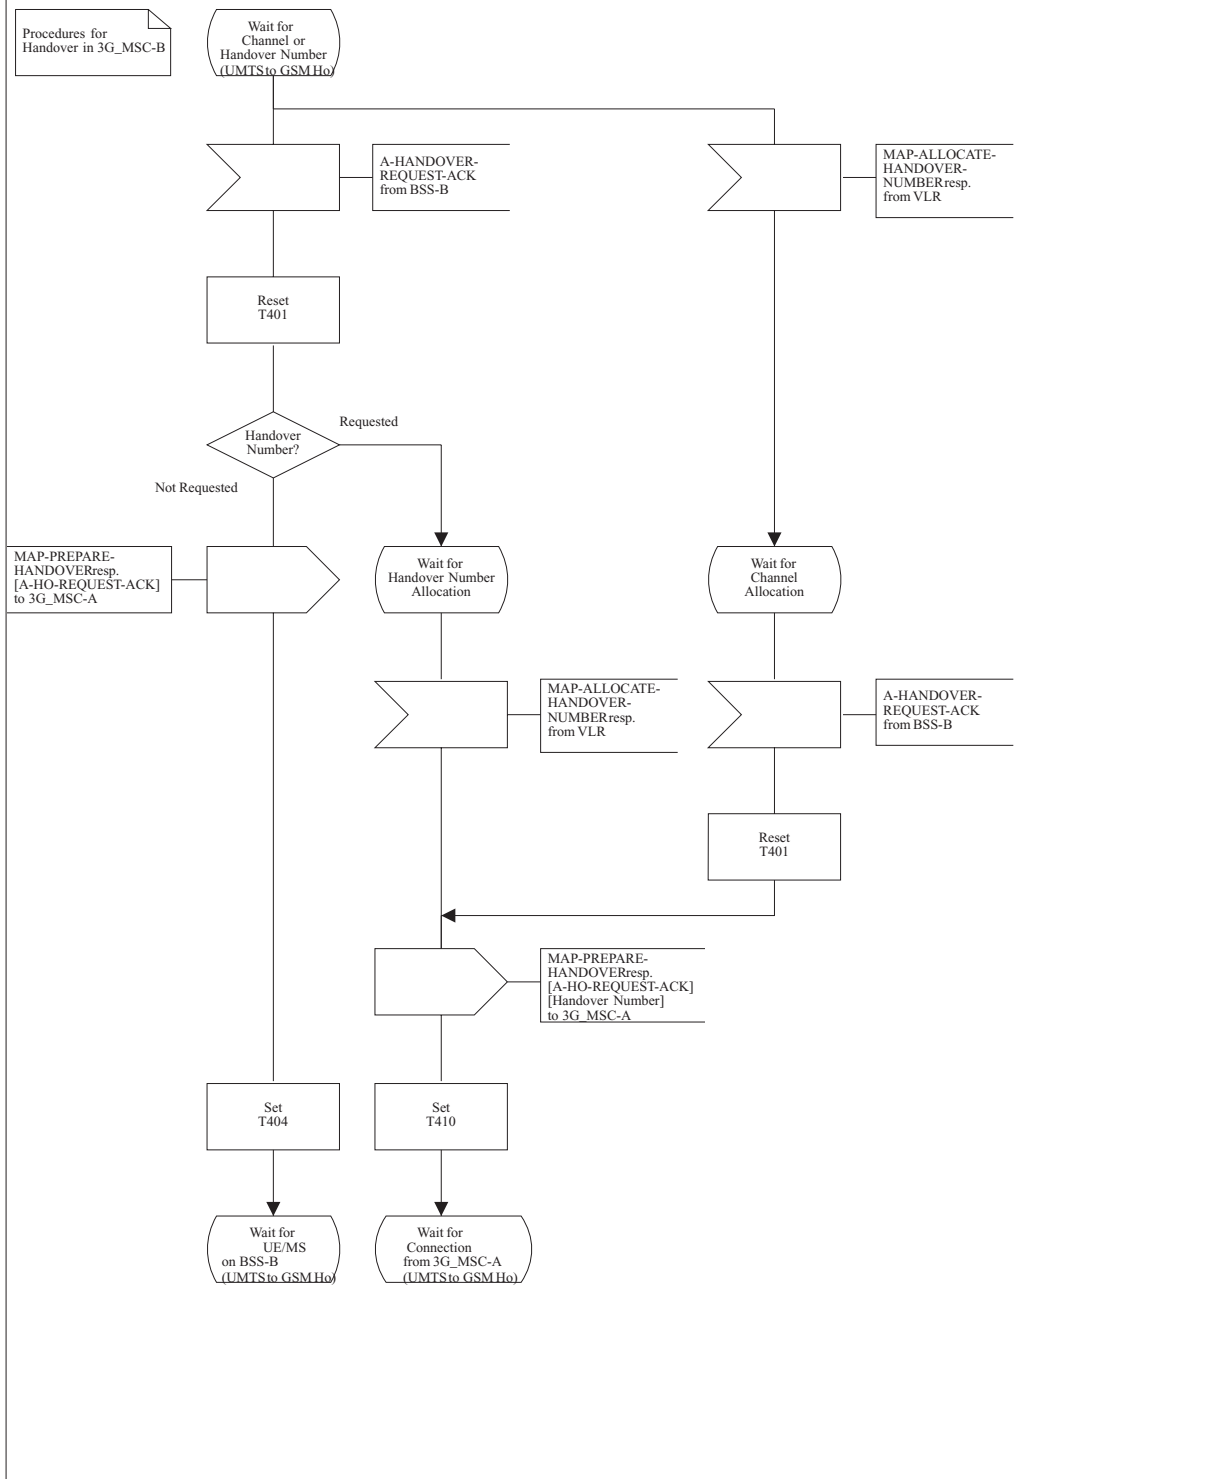 Procedures for
Handover in 3G_MSC-B
Wait for
Channel or
Handover Number
(UMTS to GSM Ho)
A-HANDOVER-
REQUEST-ACK
from BSS-B
MAP-ALLOCATE-
HANDOVER-
NUMBER resp.
from VLR
Reset
T401
Handover
Number?
Requested
Not Requested
MAP-PREPARE-
HANDOVER resp.
[A-HO-REQUEST-ACK]
to 3G_MSC-A
Wait for
Handover Number
Allocation
Wait for
Channel
Allocation
MAP-ALLOCATE-
HANDOVER-
NUMBER resp.
from VLR
A-HANDOVER-
REQUEST-ACK
from BSS-B
Reset
T401
MAP-PREPARE-
HANDOVER resp.
[A-HO-REQUEST-ACK]
[Handover Number]
to 3G_MSC-A
Set
T404
Set
T410
Wait for
UE/MS
on BSS-B
(UMTS to GSM Ho)
Wait for
Connection
from 3G_MSC-A
(UMTS to GSM Ho)